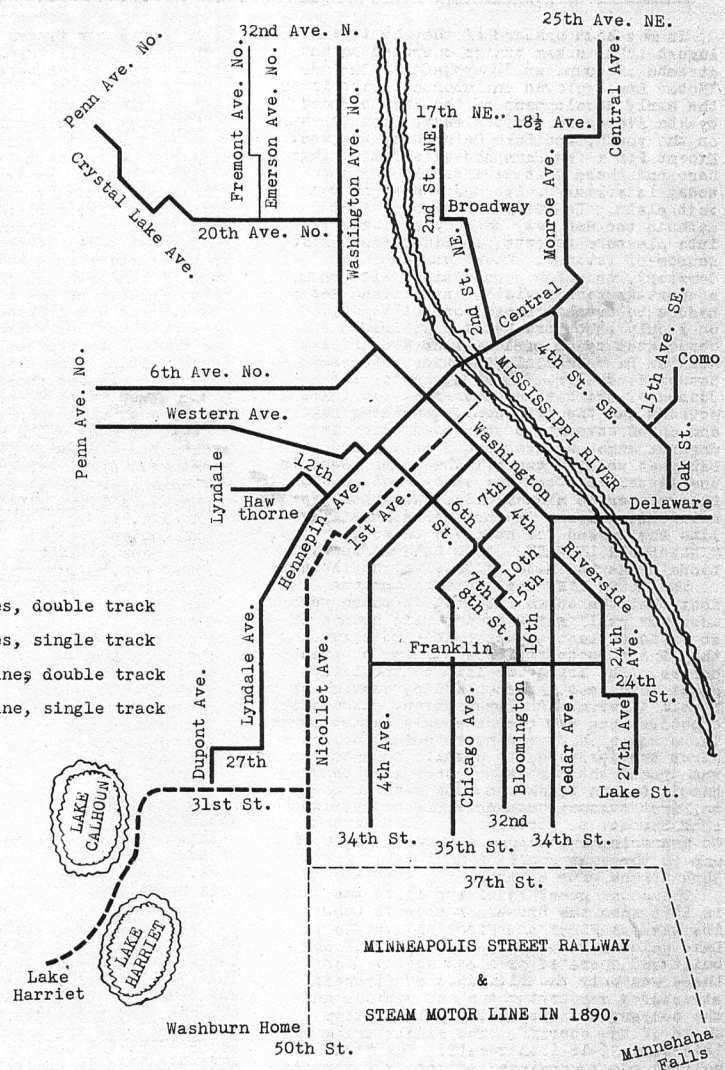 32nd Ave. N.
25th Ave. NE.
Penn Ave. No.
Crystal Lake Ave.
Fremont Ave. No.
Emerson Ave. No.
Washington Ave. No.
20th Ave. No.
17th NE.
18½ Ave.
Central Ave.
2nd St. NE.
Broadway
Monroe Ave.
2nd St. NE.
Central
6th Ave. No.
Penn Ave. No.
Western Ave.
MISSISSIPPI RIVER
4th St. SE.
15th Ave. SE.
Como
Oak St.
Delaware
Washington
12th
Lyndale
Haw
thorne
Hennepin Ave.
1st Ave.
6th
St.
7th
4th
10th
15th
7th
8th St.
16th
Riverside
Franklin
24th
Ave.
24th
St.
27th Ave.
Lake St.
es, double track
es, single track
ine, double track
ine, single track
Dupont Ave.
Lyndale Ave.
27th
Nicollet Ave.
31st St.
4th Ave.
Chicago Ave.
Bloomington
Cedar Ave.
32nd
34th St.
35th St.
34th St.
37th St.
LAKE
CALHOUN
LAKE
HARRIET
Lake
Harriet
MINNEAPOLIS STREET RAILWAY
&
STEAM MOTOR LINE IN 1890.
Washburn Home
50th St.
Minnehaha
Falls